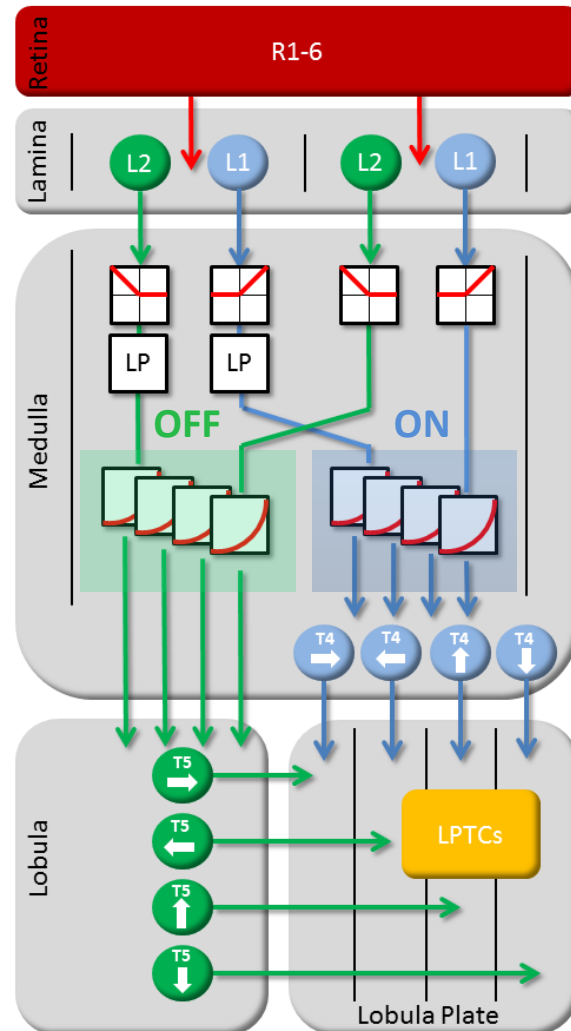 Retina
R1-6
Lamina
L2
L1
L2
L1
Medulla
LP
LP
OFF
ON
T4
T4
T4
T4
Lobula
T5
T5
T5
T5
LPTCs
Lobula Plate